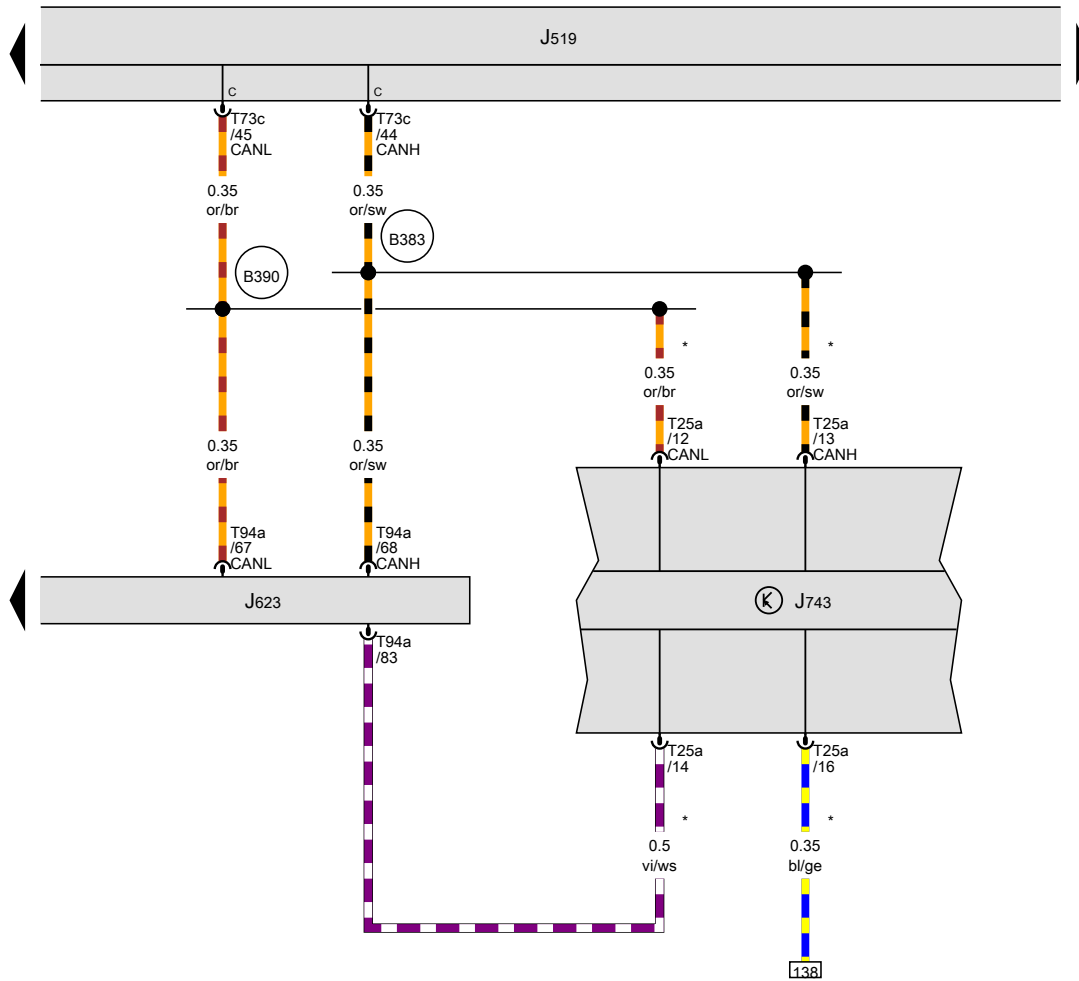 J519
C
C
T73c
/45
CANL
T73c
/44
CANH
0.35
or/br
0.35
or/sw
B390
B383
*
*
0.35
or/br
0.35
or/sw
T25a
/12
CANL
T25a
/13
CANH
0.35
or/br
0.35
or/sw
T94a
/67
CANL
T94a
/68
CANH
J623
J743
T94a
/83
T25a
/14
T25a
/16
*
*
0.5
vi/ws
0.35
bl/ge
138